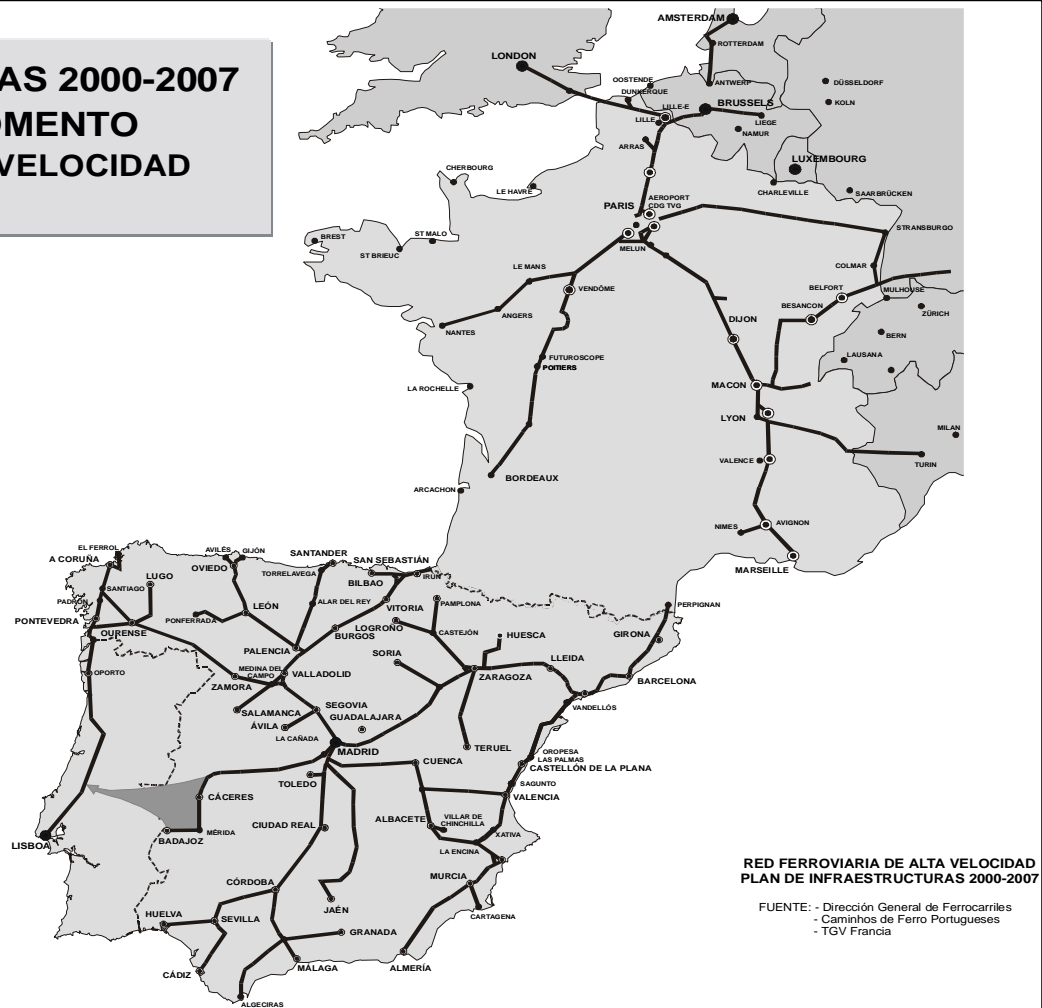 AS 2000-2007
OMENTO
VELOCIDAD
AMSTERDAM
ROTTERDAM
LONDON
OOSTENDE
DUNKERQUE
ANTWERP
DÜSSELDORF
KOLN
LILLE-E
BRUSSELS
LILLE
LIEGE
NAMUR
ARRAS
LUXEMBOURG
CHERBOURG
LE HAVRE
CHARLEVILLE
SAARBRÜCKEN
PARIS
AEROPORT
CDG TVG
STRANSBURGO
BREST
ST MALO
ST BRIEUC
MELUN
LE MANS
COLMAR
VENDÔME
BELFORT
MULHOUSE
BESANCON
ZÜRICH
ANGERS
NANTES
DIJON
BERN
FUTUROSCOPE
POITIERS
LAUSANA
LA ROCHELLE
MACON
LYON
MILAN
VALENCE
TURIN
BORDEAUX
ARCACHON
NIMES
AVIGNON
MARSEILLE
EL FERROL
A CORUÑA
AVILÉS
GIJÓN
OVIEDO
SANTANDER
SAN SEBASTIÁN
TORRELAVEGA
BILBAO
IRUN
LUGO
SANTIAGO
PADRÓN
PONTEVEDRA
OURENSE
PONFERRADA
LEÓN
ALAR DEL REY
VITORIA
PAMPLONA
LOGROÑO
BURGOS
CASTEJÓN
HUESCA
PERPIGNAN
GIRONA
PALENCIA
SORIA
OPORTO
MEDINA DEL
CAMPO
VALLADOLID
ZAMORA
ZARAGOZA
LLEIDA
BARCELONA
SALAMANCA
SEGOVIA
VANDELLÓS
ÁVILA
GUADALAJARA
LA CAÑADA
MADRID
TERUEL
OROPESA
LAS PALMAS
CUENCA
CASTELLÓN DE LA PLANA
TOLEDO
SAGUNTO
CÁCERES
VALENCIA
CIUDAD REAL
ALBACETE
VILLAR DE
CHINCHILLA
MÉRIDA
BADAJOZ
LISBOA
XATIVA
LA ENCINA
MURCIA
CÓRDOBA
JAÉN
CARTAGENA
HUELVA
SEVILLA
GRANADA
CÁDIZ
MÁLAGA
ALMERÍA
ALGECIRAS
RED FERROVIARIA DE ALTA VELOCIDAD
PLAN DE INFRAESTRUCTURAS 2000-2007
FUENTE: - Dirección General de Ferrocarriles
- Caminhos de Ferro Portugueses
- TGV Francia